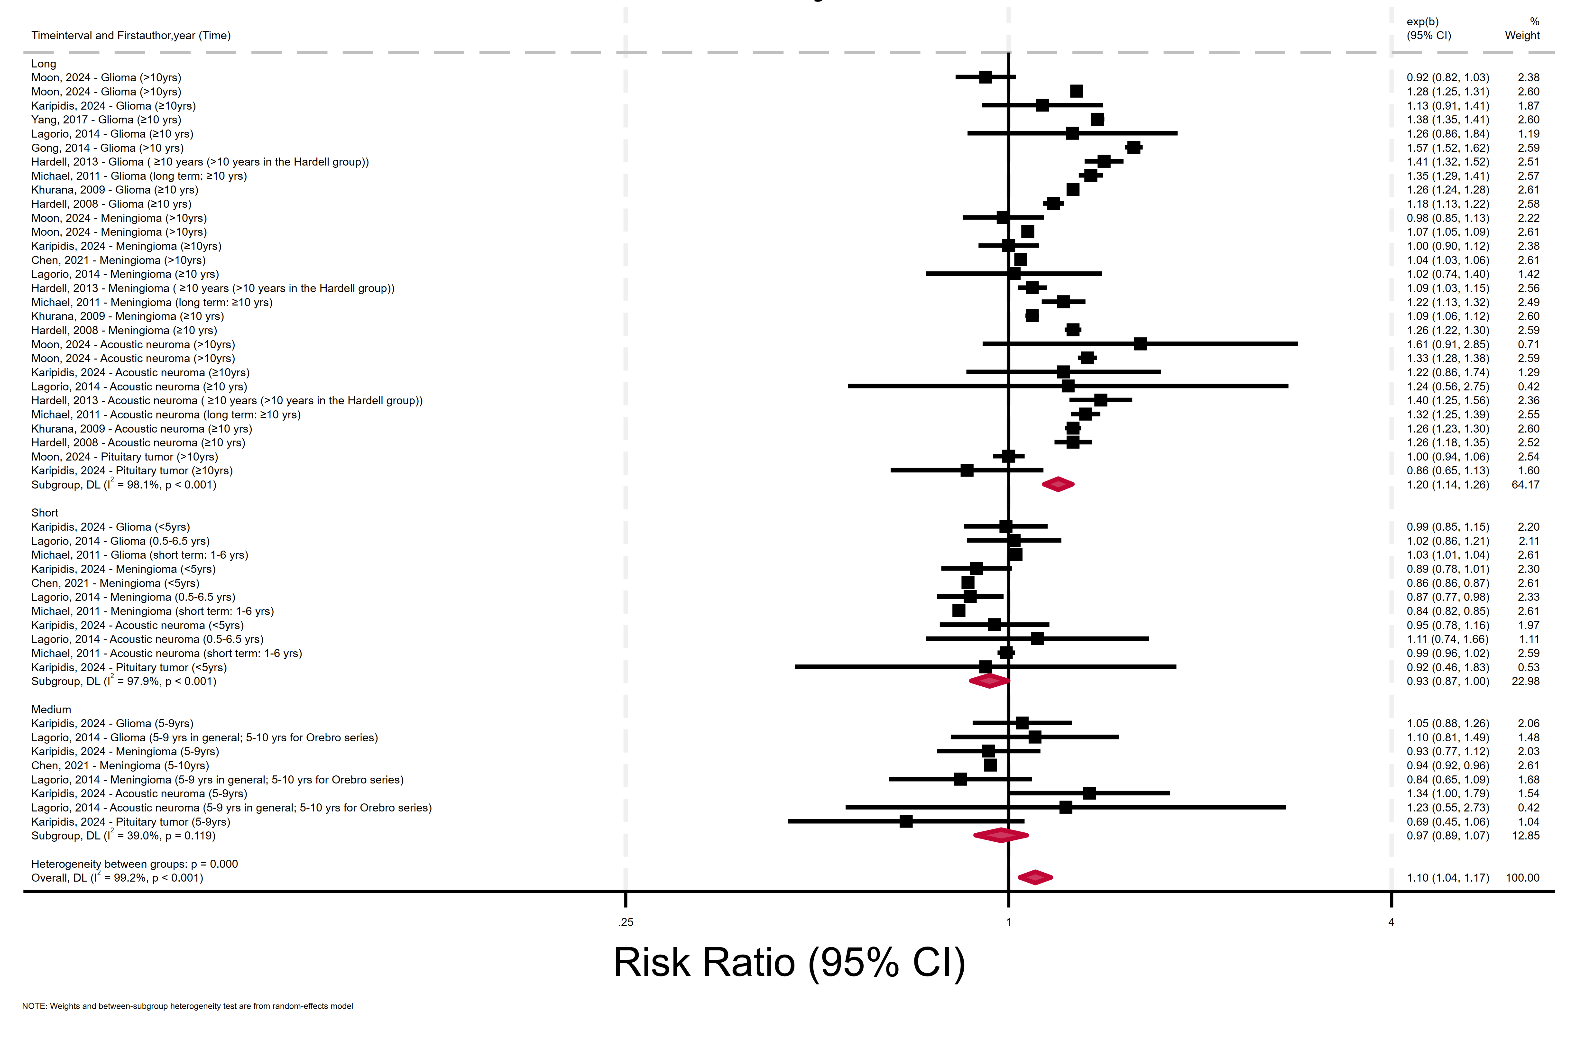 Timeinterval and Firstauthor,year (Time) exp(b) (95% CI) % Weight
Long
Moon, 2024 - Glioma (>10yrs) 0.92 (0.82, 1.03) 2.38
Moon, 2024 - Glioma (>10yrs) 1.28 (1.25, 1.31) 2.60
Karipidis, 2024 - Glioma (≥10yrs) 1.13 (0.91, 1.41) 1.87
Yang, 2017 - Glioma (≥10 yrs) 1.38 (1.35, 1.41) 2.60
Lagorio, 2014 - Glioma (≥10 yrs) 1.26 (0.86, 1.84) 1.19
Gong, 2014 - Glioma (>10 yrs) 1.57 (1.52, 1.62) 2.59
Hardell, 2013 - Glioma ( ≥10 years (>10 years in the Hardell group)) 1.41 (1.32, 1.52) 2.51
Michael, 2011 - Glioma (long term: ≥10 yrs) 1.35 (1.29, 1.41) 2.57
Khurana, 2009 - Glioma (≥10 yrs) 1.26 (1.24, 1.28) 2.61
Hardell, 2008 - Glioma (≥10 yrs) 1.18 (1.13, 1.22) 2.58
Moon, 2024 - Meningioma (>10yrs) 0.98 (0.85, 1.13) 2.22
Moon, 2024 - Meningioma (>10yrs) 1.07 (1.05, 1.09) 2.61
Karipidis, 2024 - Meningioma (≥10yrs) 1.00 (0.90, 1.12) 2.38
Chen, 2021 - Meningioma (>10yrs) 1.04 (1.03, 1.06) 2.61
Lagorio, 2014 - Meningioma (≥10 yrs) 1.02 (0.74, 1.40) 1.42
Hardell, 2013 - Meningioma ( ≥10 years (>10 years in the Hardell group)) 1.09 (1.03, 1.15) 2.56
Michael, 2011 - Meningioma (long term: ≥10 yrs) 1.22 (1.13, 1.32) 2.49
Khurana, 2009 - Meningioma (≥10 yrs) 1.09 (1.06, 1.12) 2.60
Hardell, 2008 - Meningioma (≥10 yrs) 1.26 (1.22, 1.30) 2.59
Moon, 2024 - Acoustic neuroma (>10yrs) 1.61 (0.91, 2.85) 0.71
Moon, 2024 - Acoustic neuroma (>10yrs) 1.33 (1.28, 1.38) 2.59
Karipidis, 2024 - Acoustic neuroma (≥10yrs) 1.22 (0.86, 1.74) 1.29
Lagorio, 2014 - Acoustic neuroma (≥10 yrs) 1.24 (0.56, 2.75) 0.42
Hardell, 2013 - Acoustic neuroma ( ≥10 years (>10 years in the Hardell group)) 1.40 (1.25, 1.56) 2.36
Michael, 2011 - Acoustic neuroma (long term: ≥10 yrs) 1.32 (1.25, 1.39) 2.55
Khurana, 2009 - Acoustic neuroma (≥10 yrs) 1.26 (1.23, 1.30) 2.60
Hardell, 2008 - Acoustic neuroma (≥10 yrs) 1.26 (1.18, 1.35) 2.52
Moon, 2024 - Pituitary tumor (>10yrs) 1.00 (0.94, 1.06) 2.54
Karipidis, 2024 - Pituitary tumor (≥10yrs) 0.86 (0.65, 1.13) 1.60
Subgroup, DL (I² = 98.1%, p < 0.001) 1.20 (1.14, 1.26) 64.17
Short
Karipidis, 2024 - Glioma (<5yrs) 0.99 (0.85, 1.15) 2.20
Lagorio, 2014 - Glioma (0.5-6.5 yrs) 1.02 (0.86, 1.21) 2.11
Michael, 2011 - Glioma (short term: 1-6 yrs) 1.03 (1.01, 1.04) 2.61
Karipidis, 2024 - Meningioma (<5yrs) 0.89 (0.78, 1.01) 2.30
Chen, 2021 - Meningioma (<5yrs) 0.86 (0.86, 0.87) 2.61
Lagorio, 2014 - Meningioma (0.5-6.5 yrs) 0.87 (0.77, 0.98) 2.33
Michael, 2011 - Meningioma (short term: 1-6 yrs) 0.84 (0.82, 0.85) 2.61
Karipidis, 2024 - Acoustic neuroma (<5yrs) 0.95 (0.78, 1.16) 1.97
Lagorio, 2014 - Acoustic neuroma (0.5-6.5 yrs) 1.11 (0.74, 1.66) 1.11
Michael, 2011 - Acoustic neuroma (short term: 1-6 yrs) 0.99 (0.96, 1.02) 2.59
Karipidis, 2024 - Pituitary tumor (<5yrs) 0.92 (0.46, 1.83) 0.53
Subgroup, DL (I² = 97.9%, p < 0.001) 0.93 (0.87, 1.00) 22.98
Medium
Karipidis, 2024 - Glioma (5-9yrs) 1.05 (0.88, 1.26) 2.06
Lagorio, 2014 - Glioma (5-9 yrs in general; 5-10 yrs for Orebro series) 1.10 (0.81, 1.49) 1.48
Karipidis, 2024 - Meningioma (5-9yrs) 0.93 (0.77, 1.12) 2.03
Chen, 2021 - Meningioma (5-10yrs) 0.94 (0.92, 0.96) 2.61
Lagorio, 2014 - Meningioma (5-9 yrs in general; 5-10 yrs for Orebro series) 0.84 (0.65, 1.09) 1.68
Karipidis, 2024 - Acoustic neuroma (5-9yrs) 1.34 (1.00, 1.79) 1.54
Lagorio, 2014 - Acoustic neuroma (5-9 yrs in general; 5-10 yrs for Orebro series) 1.23 (0.55, 2.73) 0.42
Karipidis, 2024 - Pituitary tumor (5-9yrs) 0.69 (0.45, 1.06) 1.04
Subgroup, DL (I² = 39.0%, p = 0.119) 0.97 (0.89, 1.07) 12.85
Heterogeneity between groups: p = 0.000
Overall, DL (I² = 99.2%, p < 0.001) 1.10 (1.04, 1.17) 100.00
.25 1 4
Risk Ratio (95% CI)
NOTE: Weights and between-subgroup heterogeneity test are from random-effects model